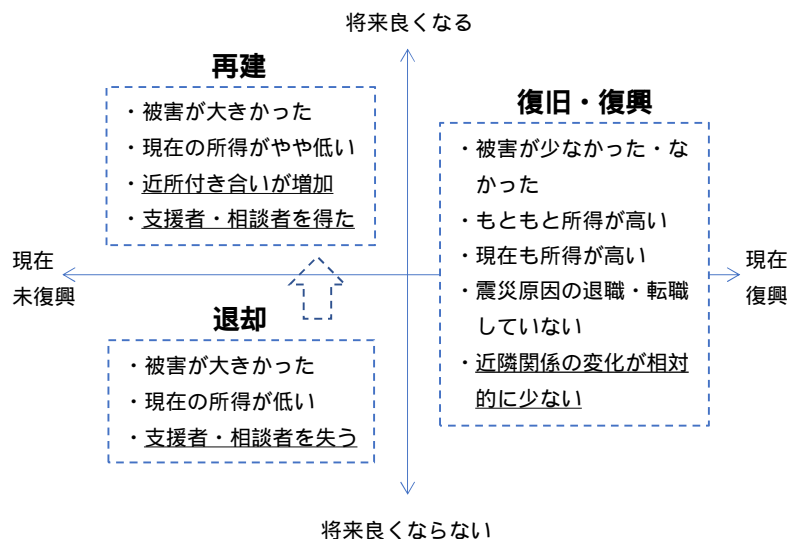 将来良くなる
再建
・被害が大きかった
・現在の所得がやや低い
・近所付き合いが増加
・支援者・相談者を得た
復旧・復興
・被害が少なかった・な
かった
・もともと所得が高い
・現在も所得が高い
・震災原因の退職・転職
していない
・近隣関係の変化が相対
的に少ない
現在
未復興
現在
復興
退却
・被害が大きかった
・現在の所得が低い
・支援者・相談者を失う
将来良くならない